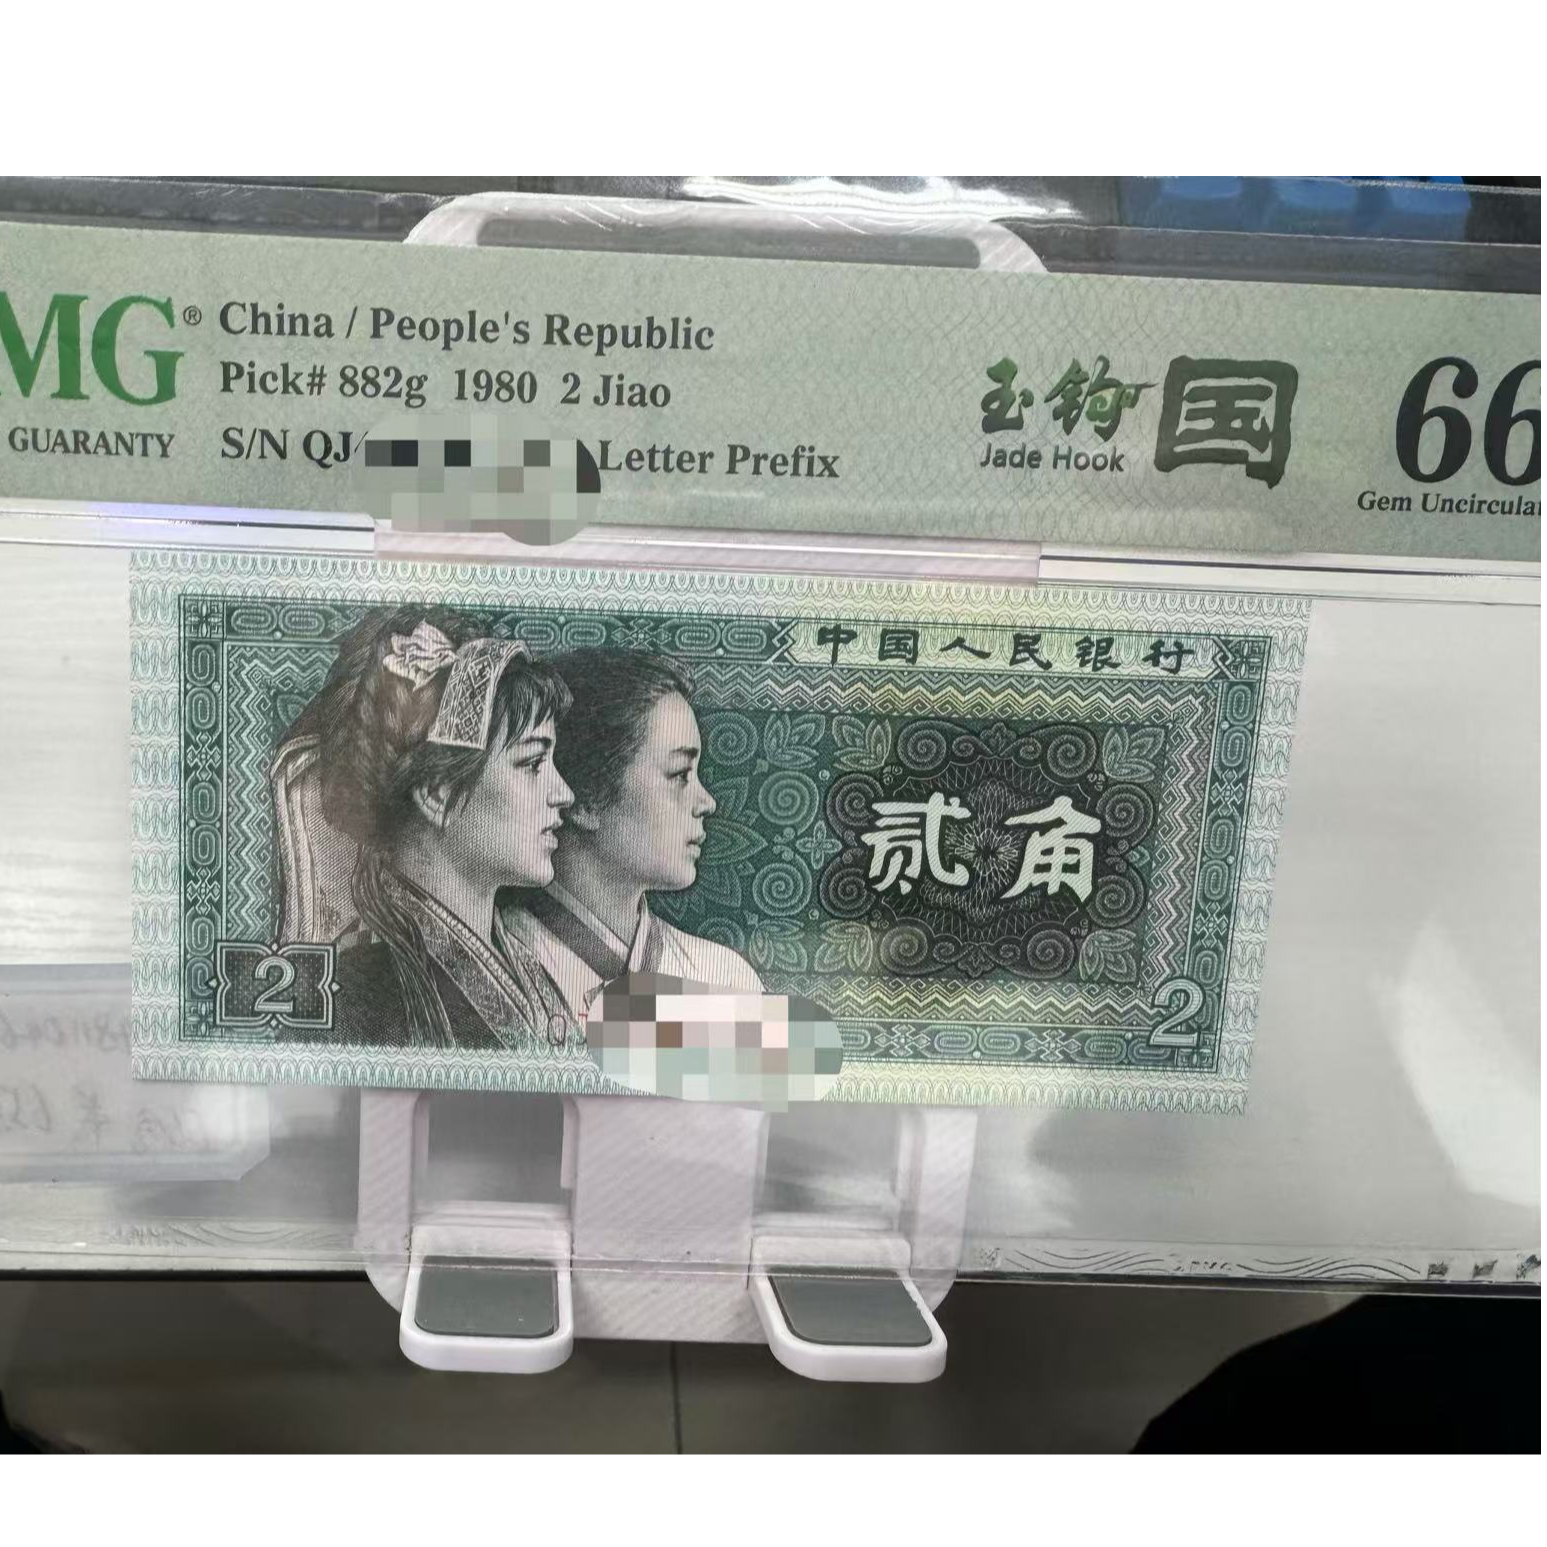 MG®
GUARANTY
China / People's Republic
Pick# 882g 1980 2 Jiao
S/N QJ
Letter Prefix
玉钩
Jade Hook
国
66
Gem Uncircula
中国人民银行
贰角
2
2